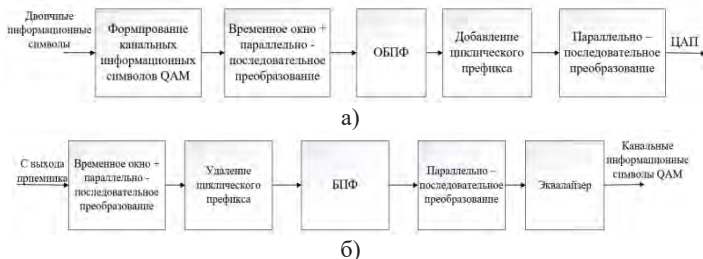 Двоичные
информационные
символы
Формирование
канальных
информационных
символов QAM
Временное окно +
параллельно -
последовательное
преобразование
ОБПФ
Добавление
циклического
префикса
Параллельно –
последовательное
преобразование
ЦАП
а)
С выхода
приемника
Временное окно +
параллельно -
последовательное
преобразование
Удаление
циклического
префикса
БПФ
Параллельно –
последовательное
преобразование
Эквалайзер
Канальные
информационные
символы QAM
б)